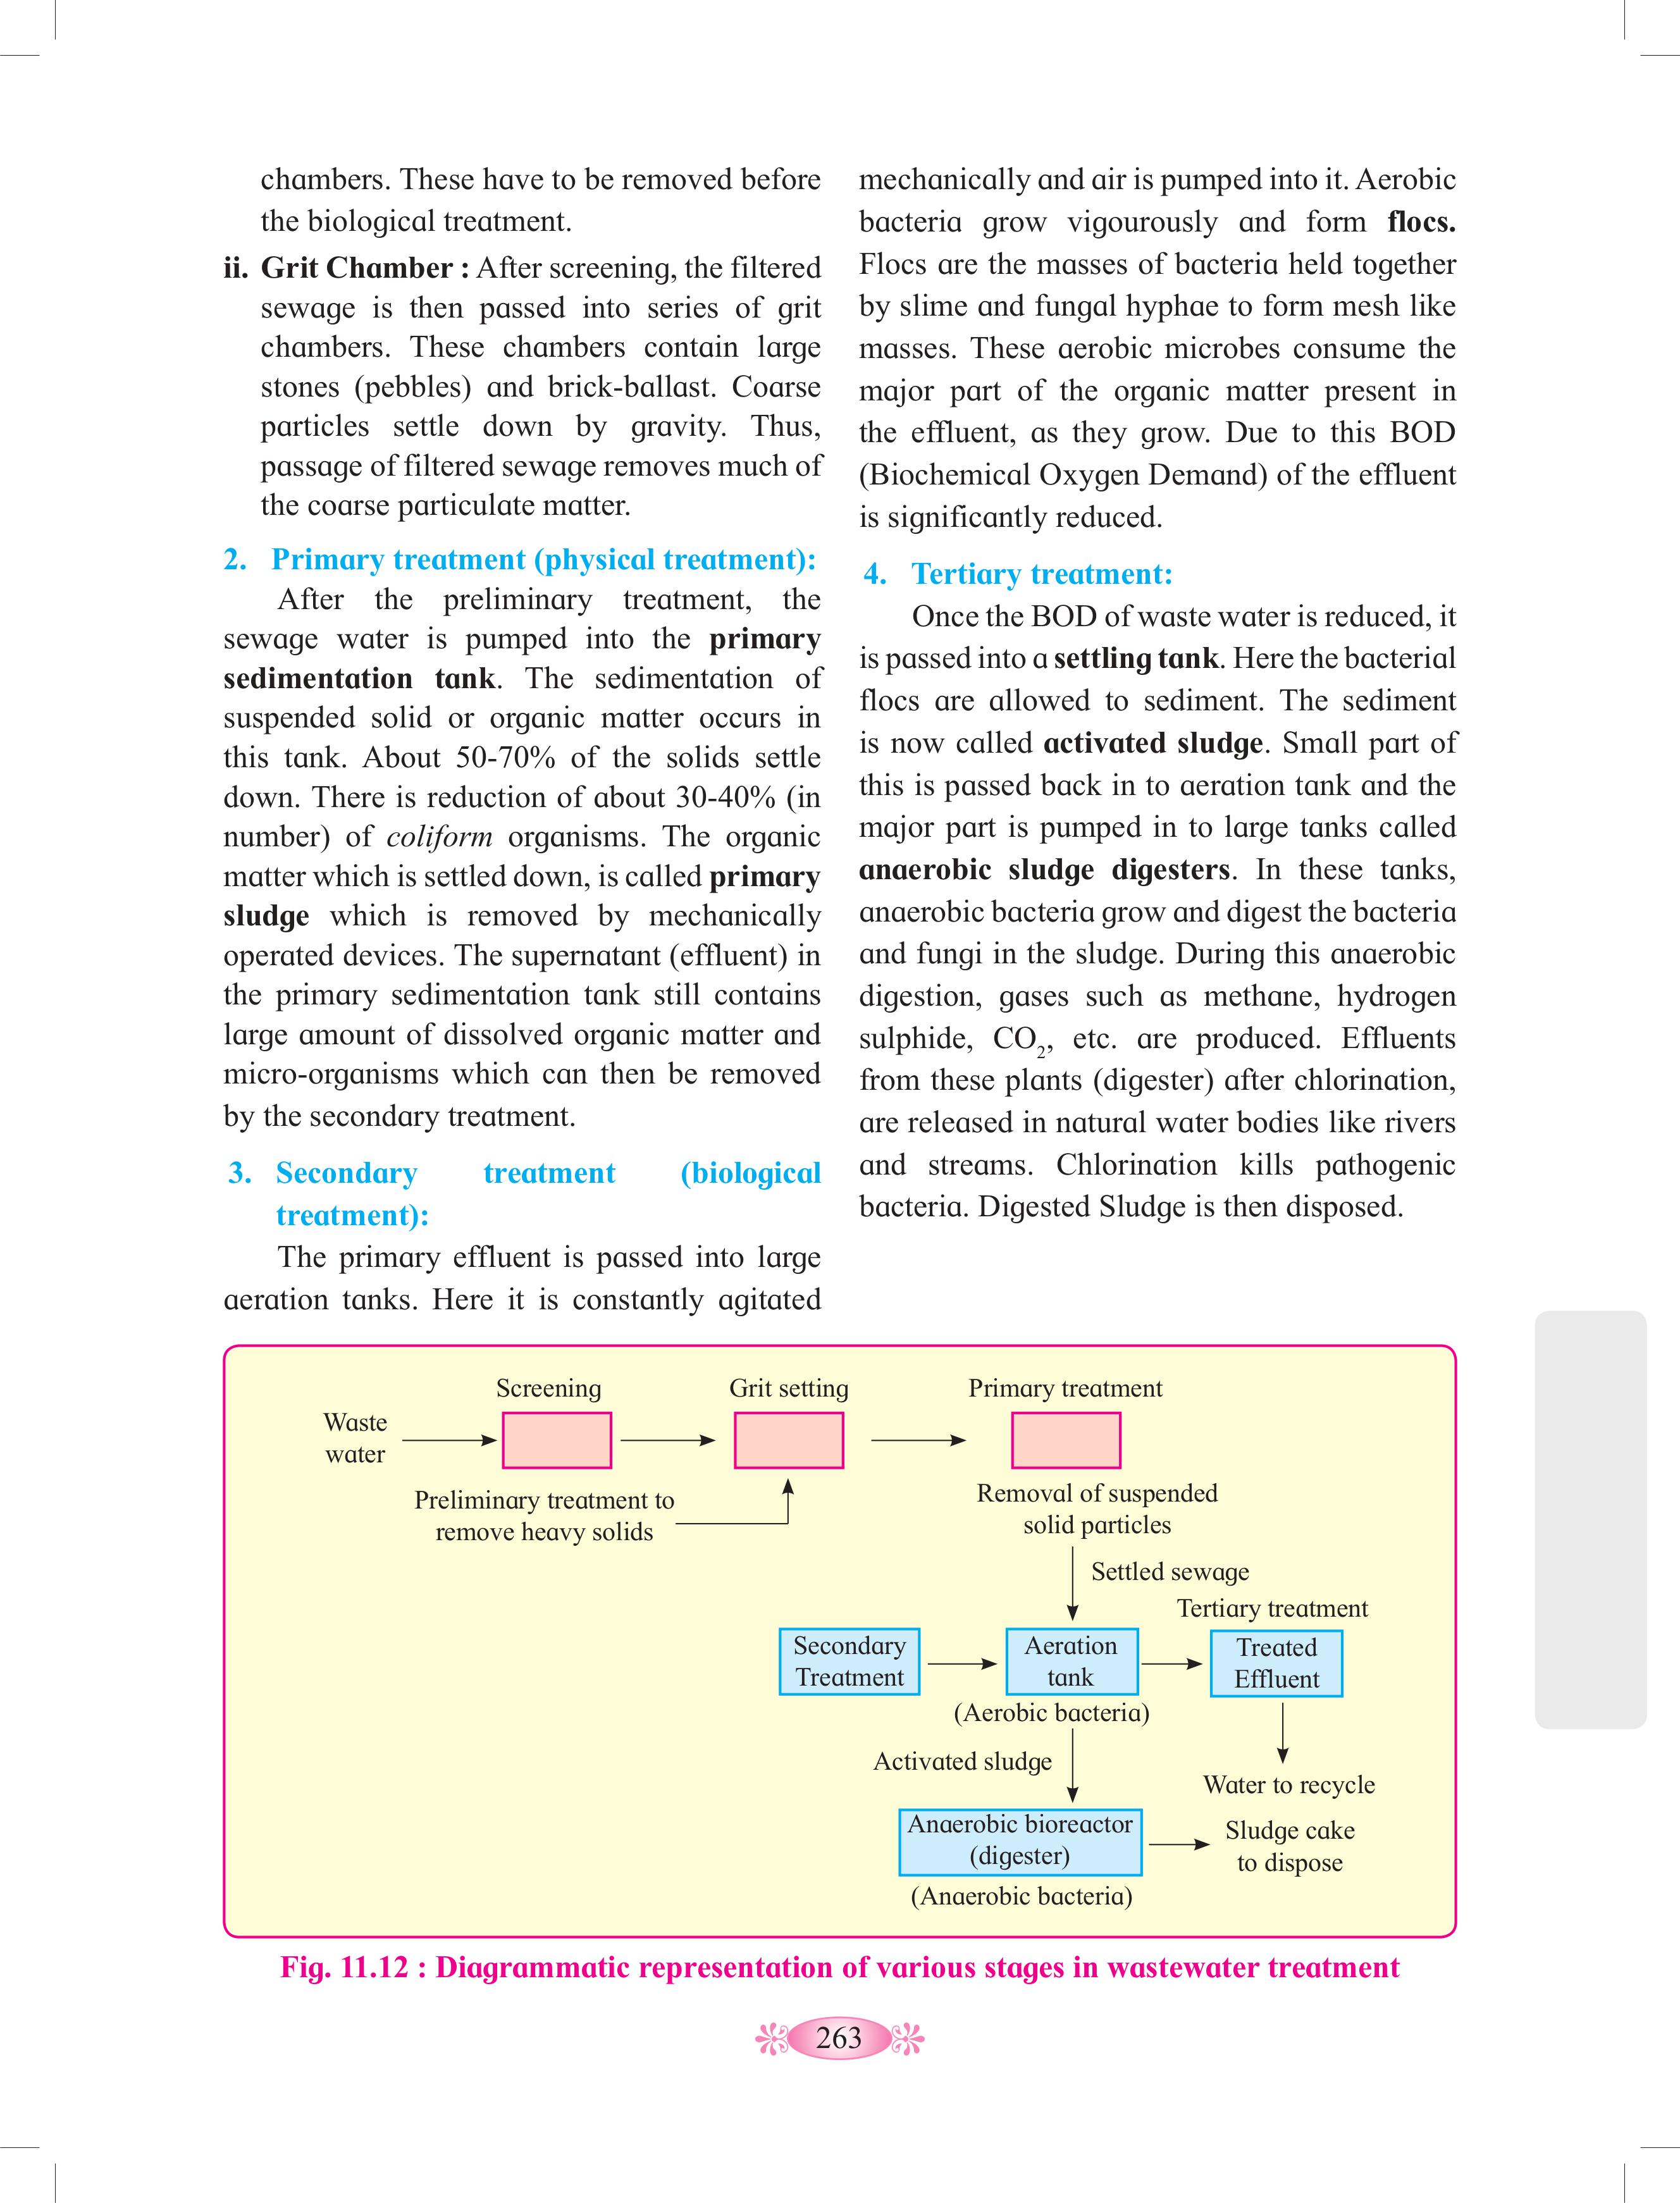 chambers. These have to be removed before
the biological treatment.
ii. Grit Chamber : After screening, the filtered
sewage is then passed into series of grit
chambers. These chambers contain large
stones (pebbles) and brick-ballast. Coarse
particles settle down by gravity. Thus,
passage of filtered sewage removes much of
the coarse particulate matter.
2. Primary treatment (physical treatment):
After the preliminary treatment, the
sewage water is pumped into the primary
sedimentation tank. The sedimentation of
suspended solid or organic matter occurs in
this tank. About 50-70% of the solids settle
down. There is reduction of about 30-40% (in
number) of coliform organisms. The organic
matter which is settled down, is called primary
sludge which is removed by mechanically
operated devices. The supernatant (effluent) in
the primary sedimentation tank still contains
large amount of dissolved organic matter and
micro-organisms which can then be removed
by the secondary treatment.
3. Secondary treatment (biological
treatment):
The primary effluent is passed into large
aeration tanks. Here it is constantly agitated
mechanically and air is pumped into it. Aerobic
bacteria grow vigourously and form flocs.
Flocs are the masses of bacteria held together
by slime and fungal hyphae to form mesh like
masses. These aerobic microbes consume the
major part of the organic matter present in
the effluent, as they grow. Due to this BOD
(Biochemical Oxygen Demand) of the effluent
is significantly reduced.
4. Tertiary treatment:
Once the BOD of waste water is reduced, it
is passed into a settling tank. Here the bacterial
flocs are allowed to sediment. The sediment
is now called activated sludge. Small part of
this is passed back in to aeration tank and the
major part is pumped in to large tanks called
anaerobic sludge digesters. In these tanks,
anaerobic bacteria grow and digest the bacteria
and fungi in the sludge. During this anaerobic
digestion, gases such as methane, hydrogen
sulphide, CO₂, etc. are produced. Effluents
from these plants (digester) after chlorination,
are released in natural water bodies like rivers
and streams. Chlorination kills pathogenic
bacteria. Digested Sludge is then disposed.
Screening
Grit setting
Primary treatment
Waste
water
Preliminary treatment to
remove heavy solids
Removal of suspended
solid particles
Settled sewage
Tertiary treatment
Secondary
Treatment
Aeration
tank
Treated
Effluent
(Aerobic bacteria)
Activated sludge
Water to recycle
Anaerobic bioreactor
(digester)
Sludge cake
to dispose
(Anaerobic bacteria)
Fig. 11.12 : Diagrammatic representation of various stages in wastewater treatment
263